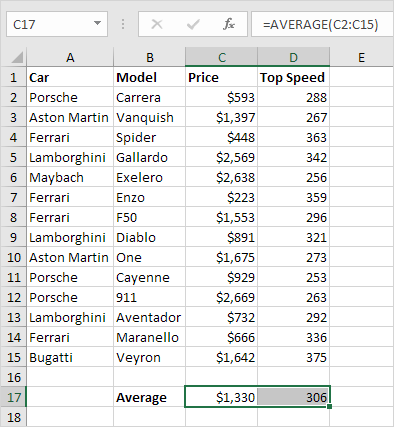 C17 fx =AVERAGE(C2:C15)
A B C D E
1 Car Model Price Top Speed
2 Porsche Carrera $593 288
3 Aston Martin Vanquish $1,397 267
4 Ferrari Spider $448 363
5 Lamborghini Gallardo $2,569 342
6 Maybach Exelero $2,638 256
7 Ferrari Enzo $223 359
8 Ferrari F50 $1,553 296
9 Lamborghini Diablo $891 321
10 Aston Martin One $1,675 273
11 Porsche Cayenne $929 253
12 Porsche 911 $2,669 263
13 Lamborghini Aventador $732 292
14 Ferrari Maranello $666 336
15 Bugatti Veyron $1,642 375
16
17 Average $1,330 306
18